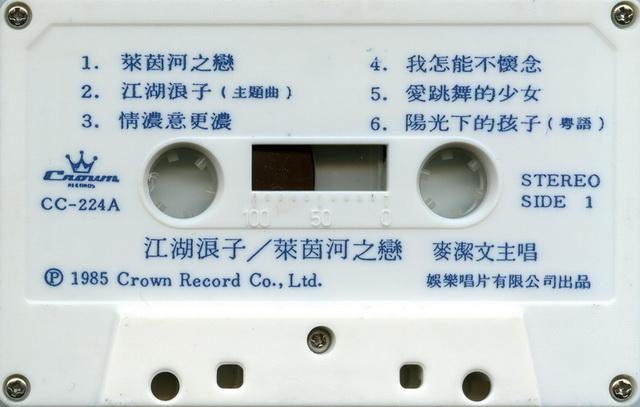 1. 萊茵河之戀
2. 江湖浪子(主題曲)
3. 情濃意更濃
4. 我怎能不懷念
5. 愛跳舞的少女
6. 陽光下的孩子(粵語)
Crown
RECORDS
CC-224A
100 50 0
STEREO
SIDE 1
江湖浪子／萊茵河之戀 麥潔文主唱
Ⓟ 1985 Crown Record Co., Ltd. 娛樂唱片有限公司出品